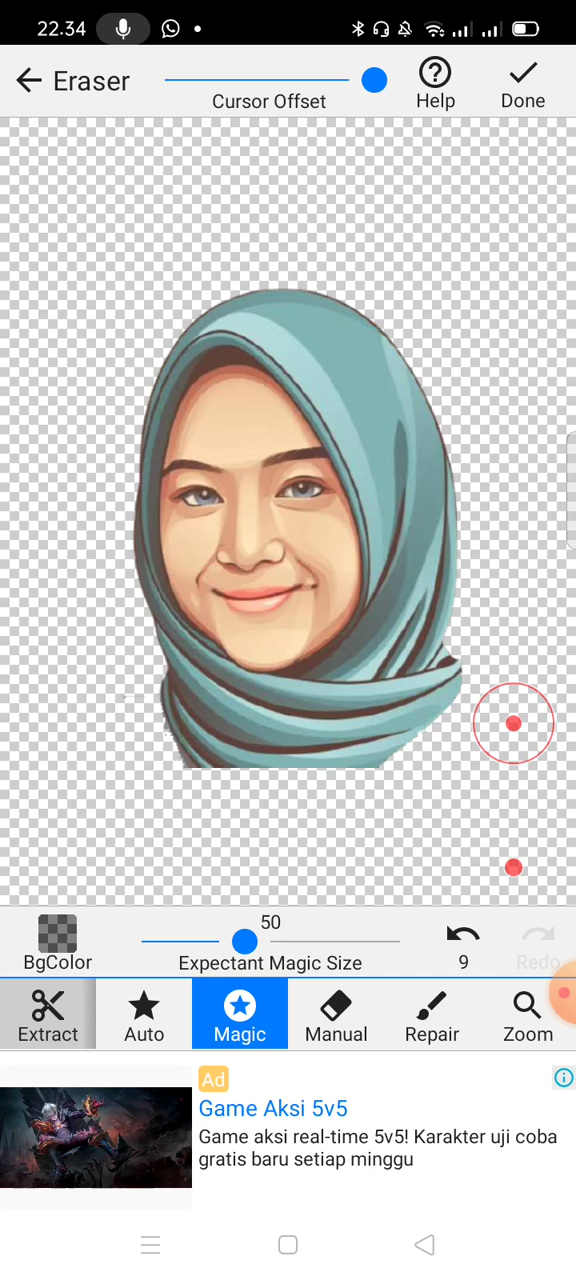 22.34
Eraser
Cursor Offset
Help
Done
50
BgColor
Expectant Magic Size
9
Redo
Extract
Auto
Magic
Manual
Repair
Zoom
Ad
Game Aksi 5v5
Game aksi real-time 5v5! Karakter uji coba
gratis baru setiap minggu